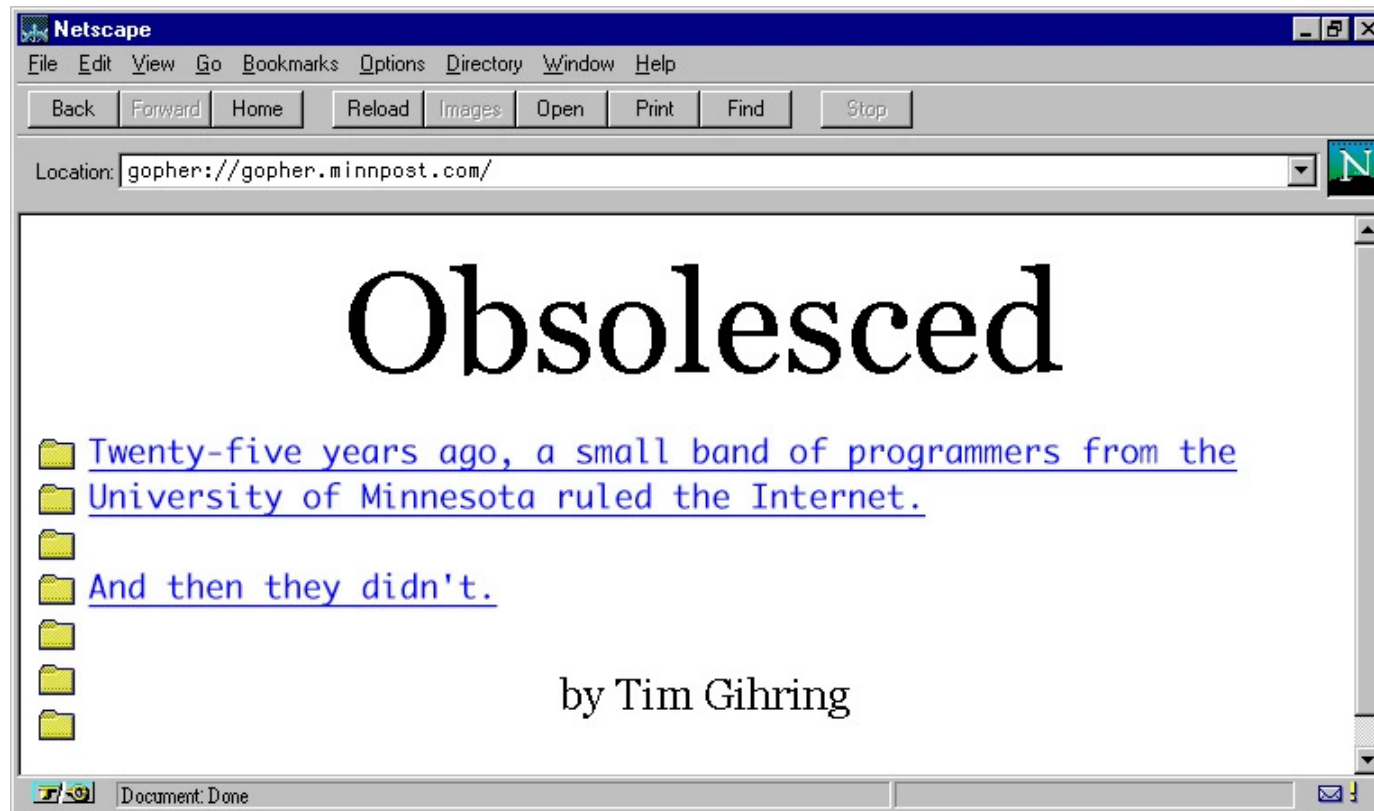 Netscape
File Edit View Go Bookmarks Options Directory Window Help
Back Forward Home Reload Images Open Print Find Stop
Location: gopher://gopher.minnpost.com/
N
Obsolesced
Twenty-five years ago, a small band of programmers from the
University of Minnesota ruled the Internet.
And then they didn't.
by Tim Gihring
Document: Done